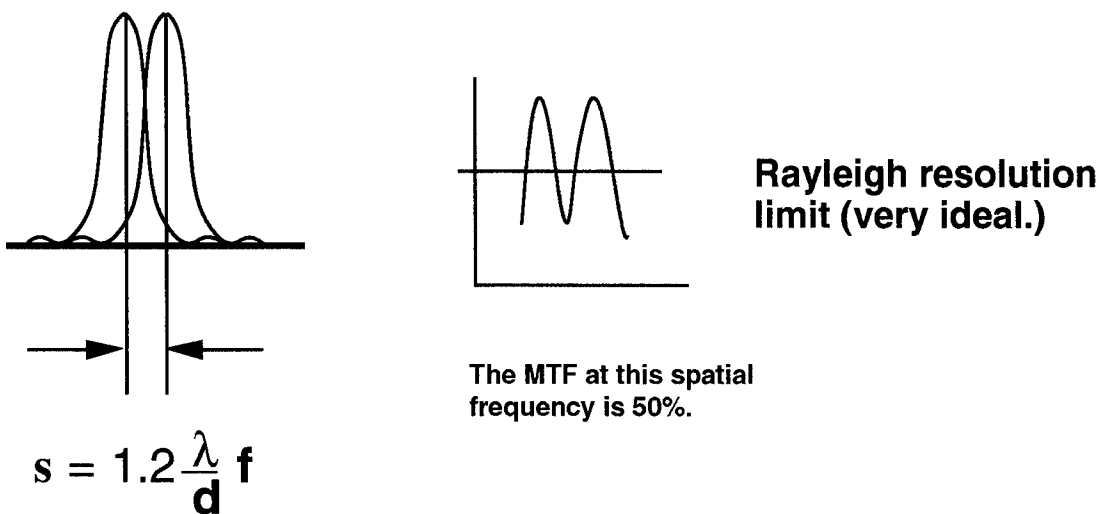 Rayleigh resolution
limit (very ideal.)
The MTF at this spatial
frequency is 50%.
s = 1.2 λ/d f